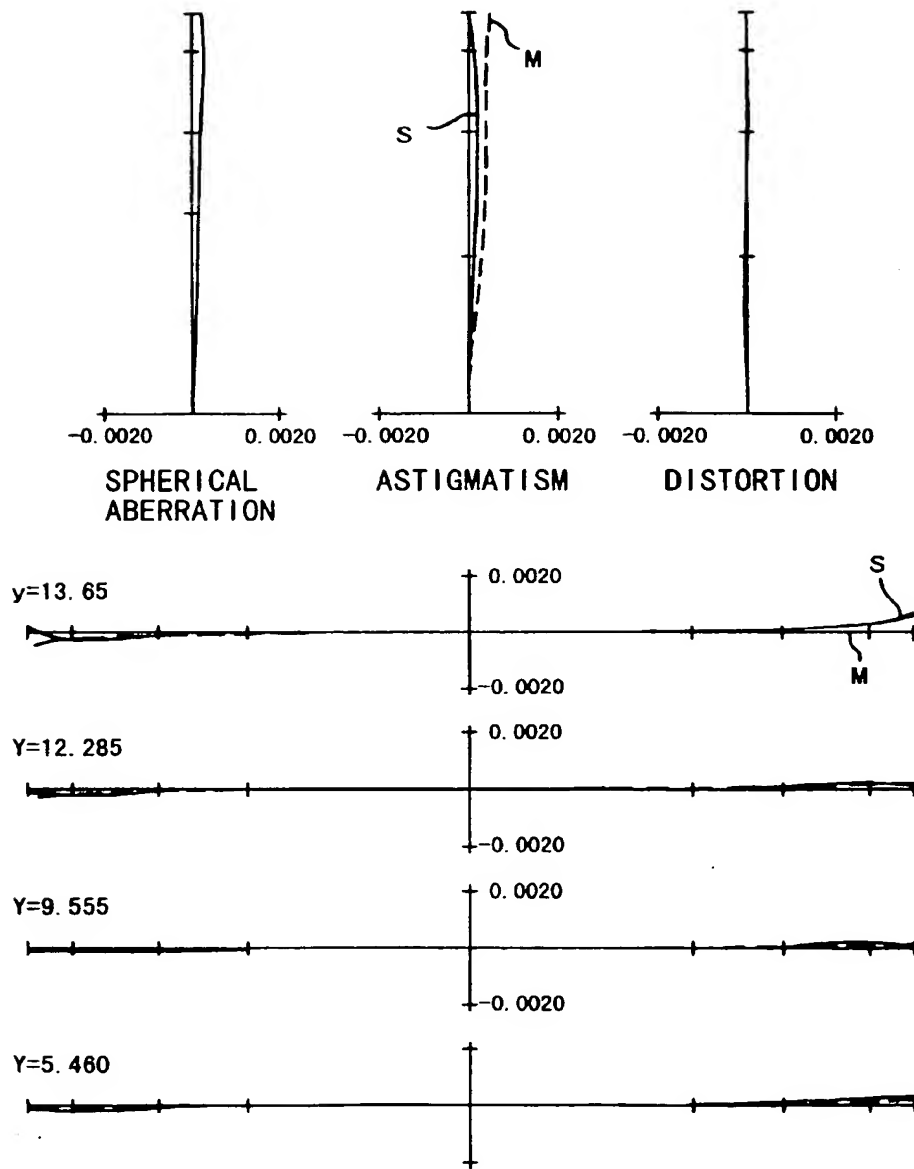 M
S
-0.0020 0.0020 -0.0020 0.0020 -0.0020 0.0020
SPHERICAL ABERRATION
ASTIGMATISM
DISTORTION
y=13.65
0.0020
S
M
-0.0020
Y=12.285
0.0020
-0.0020
Y=9.555
0.0020
-0.0020
Y=5.460